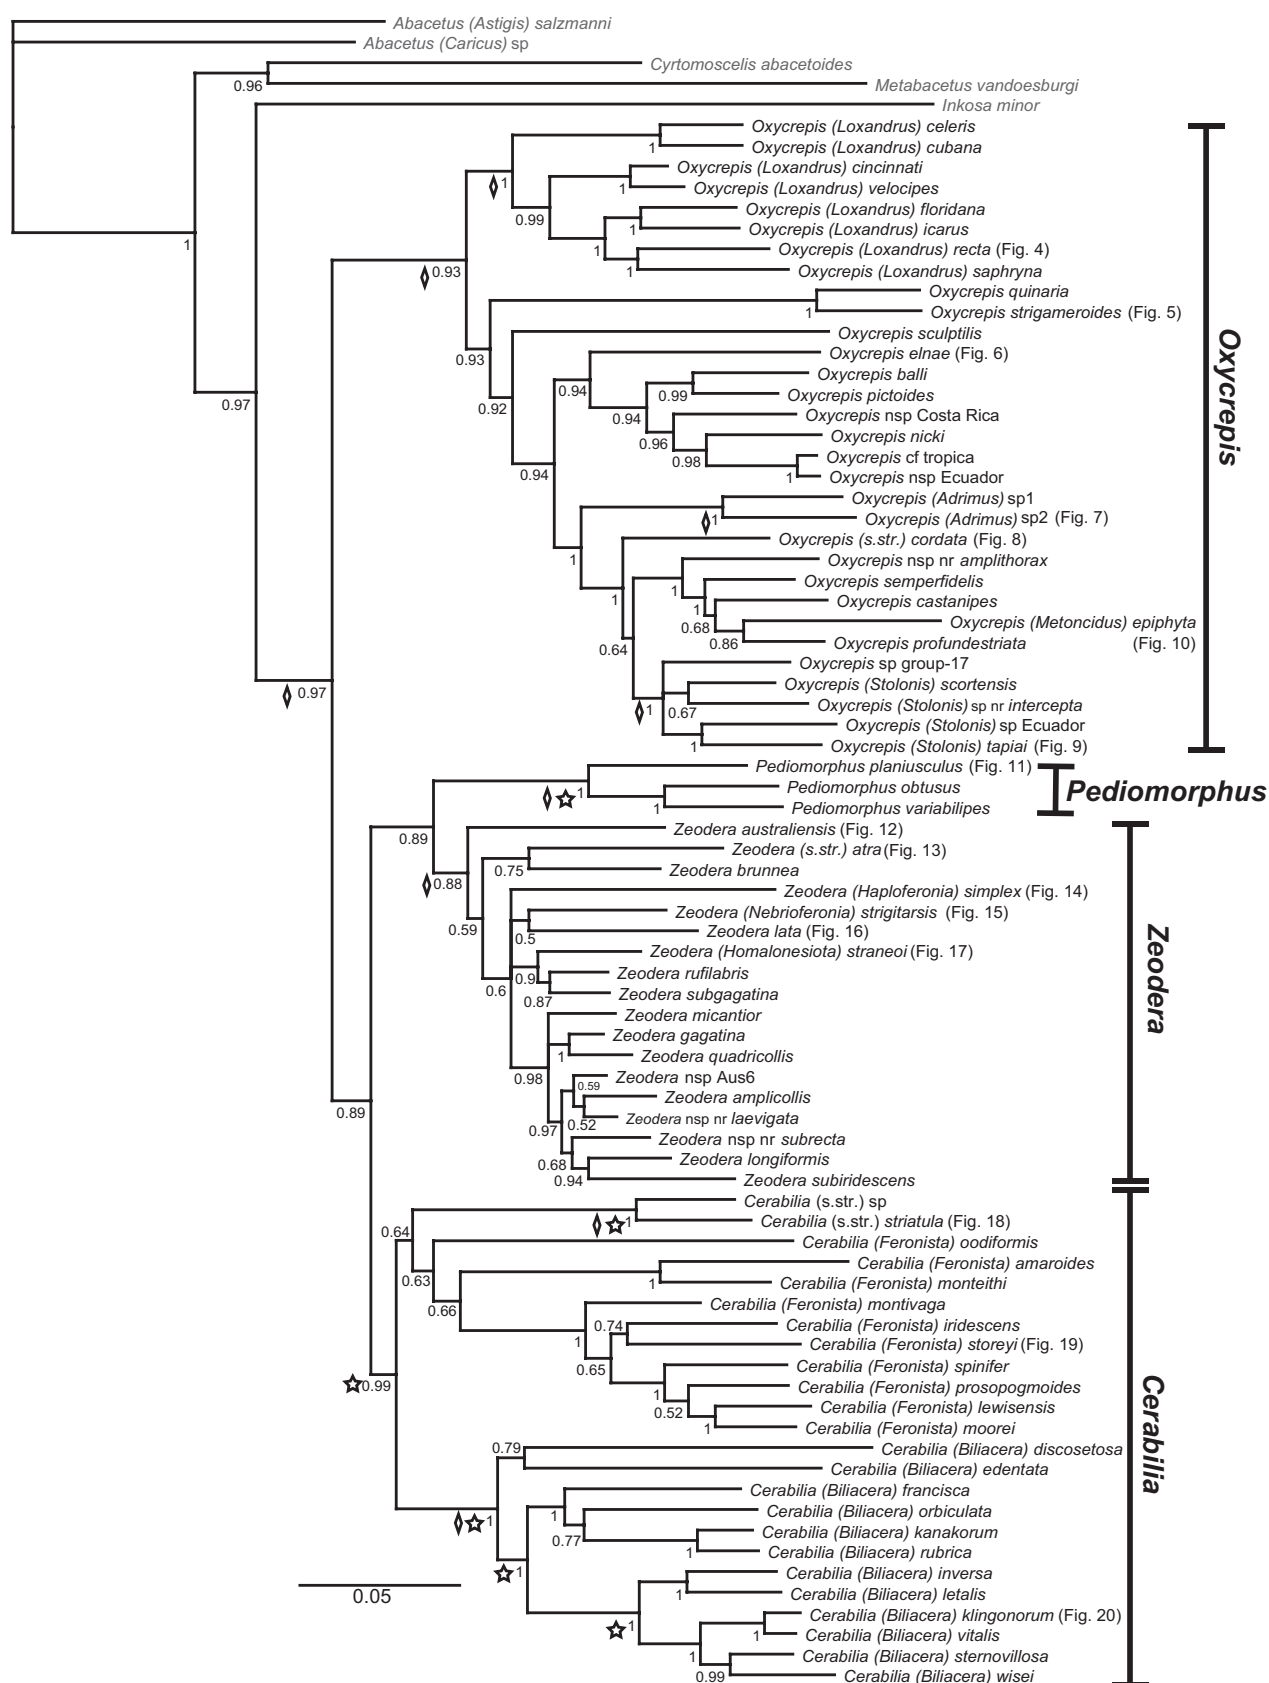 Abacetus (Astigis) salzmanni
Abacetus (Caricus) sp
Cyrtomoscelis abacetoides
0.96
Metabacetus vandoesburgi
Inkosa minor
Oxycrepis (Loxandrus) celeris
1
Oxycrepis (Loxandrus) cubana
Oxycrepis (Loxandrus) cincinnati
1
1
Oxycrepis (Loxandrus) velocipes
0.99
Oxycrepis (Loxandrus) floridana
1
Oxycrepis (Loxandrus) icarus
1
1
Oxycrepis (Loxandrus) recta (Fig. 4)
0.93
1
Oxycrepis (Loxandrus) saphryna
Oxycrepis quinaria
1
Oxycrepis strigameroides (Fig. 5)
Oxycrepis sculptilis
0.93
Oxycrepis elnae (Fig. 6)
Oxycrepis balli
0.94
0.99
Oxycrepis pictoides
0.97
0.92
0.94
Oxycrepis nsp Costa Rica
Oxycrepis nicki
0.96
Oxycrepis cf tropica
0.98
0.94
1
Oxycrepis nsp Ecuador
Oxycrepis (Adrimus) sp1
1
Oxycrepis (Adrimus) sp2 (Fig. 7)
Oxycrepis (s.str.) cordata (Fig. 8)
1
Oxycrepis nsp nr amplithorax
Oxycrepis semperfidelis
1
1
Oxycrepis castanipes
1
Oxycrepis (Metoncidus) epiphyta
0.68
0.86
Oxycrepis profundestriata
(Fig. 10)
0.64
Oxycrepis sp group-17
Oxycrepis (Stolonis) scortensis
0.97
Oxycrepis (Stolonis) sp nr intercepta
1
0.67
Oxycrepis (Stolonis) sp Ecuador
1
Oxycrepis (Stolonis) tapiai (Fig. 9)
Oxycrepis
Pediomorphus planiusculus (Fig. 11)
1
Pediomorphus obtusus
1
Pediomorphus variabilipes
Pediomorphus
Zeodera australiensis (Fig. 12)
0.89
Zeodera (s.str.) atra (Fig. 13)
0.75
Zeodera brunnea
0.88
Zeodera (Haploferonia) simplex (Fig. 14)
Zeodera (Nebrioferonia) strigitarsis (Fig. 15)
0.59
0.5
Zeodera lata (Fig. 16)
Zeodera (Homalonesiota) straneoi (Fig. 17)
0.9
Zeodera rufilabris
0.6
0.87
Zeodera subgagatina
Zeodera micantior
Zeodera gagatina
1
Zeodera quadricollis
0.98
Zeodera nsp Aus6
0.59
Zeodera amplicollis
0.52
Zeodera nsp nr laevigata
0.97
Zeodera nsp nr subrecta
0.68
Zeodera longiformis
0.94
Zeodera subiridescens
Zeodera
0.89
Cerabilia (s.str.) sp
1
Cerabilia (s.str.) striatula (Fig. 18)
0.64
Cerabilia (Feronista) oodiformis
Cerabilia (Feronista) amaroides
0.63
1
Cerabilia (Feronista) monteithi
0.66
Cerabilia (Feronista) montivaga
0.74
Cerabilia (Feronista) iridescens
1
Cerabilia (Feronista) storeyi (Fig. 19)
0.65
Cerabilia (Feronista) spinifer
0.99
1
Cerabilia (Feronista) prosopogmoides
0.52
Cerabilia (Feronista) lewisensis
1
Cerabilia (Feronista) moorei
0.79
Cerabilia (Biliacera) discosetosa
Cerabilia (Biliacera) edentata
Cerabilia (Biliacera) francisca
1
1
Cerabilia (Biliacera) orbiculata
0.77
Cerabilia (Biliacera) kanakorum
1
Cerabilia (Biliacera) rubrica
1
Cerabilia (Biliacera) inversa
1
Cerabilia (Biliacera) letalis
Cerabilia (Biliacera) klingonorum (Fig. 20)
1
1
Cerabilia (Biliacera) vitalis
1
Cerabilia (Biliacera) sternovillosa
0.99
Cerabilia (Biliacera) wisei
Cerabilia
0.05